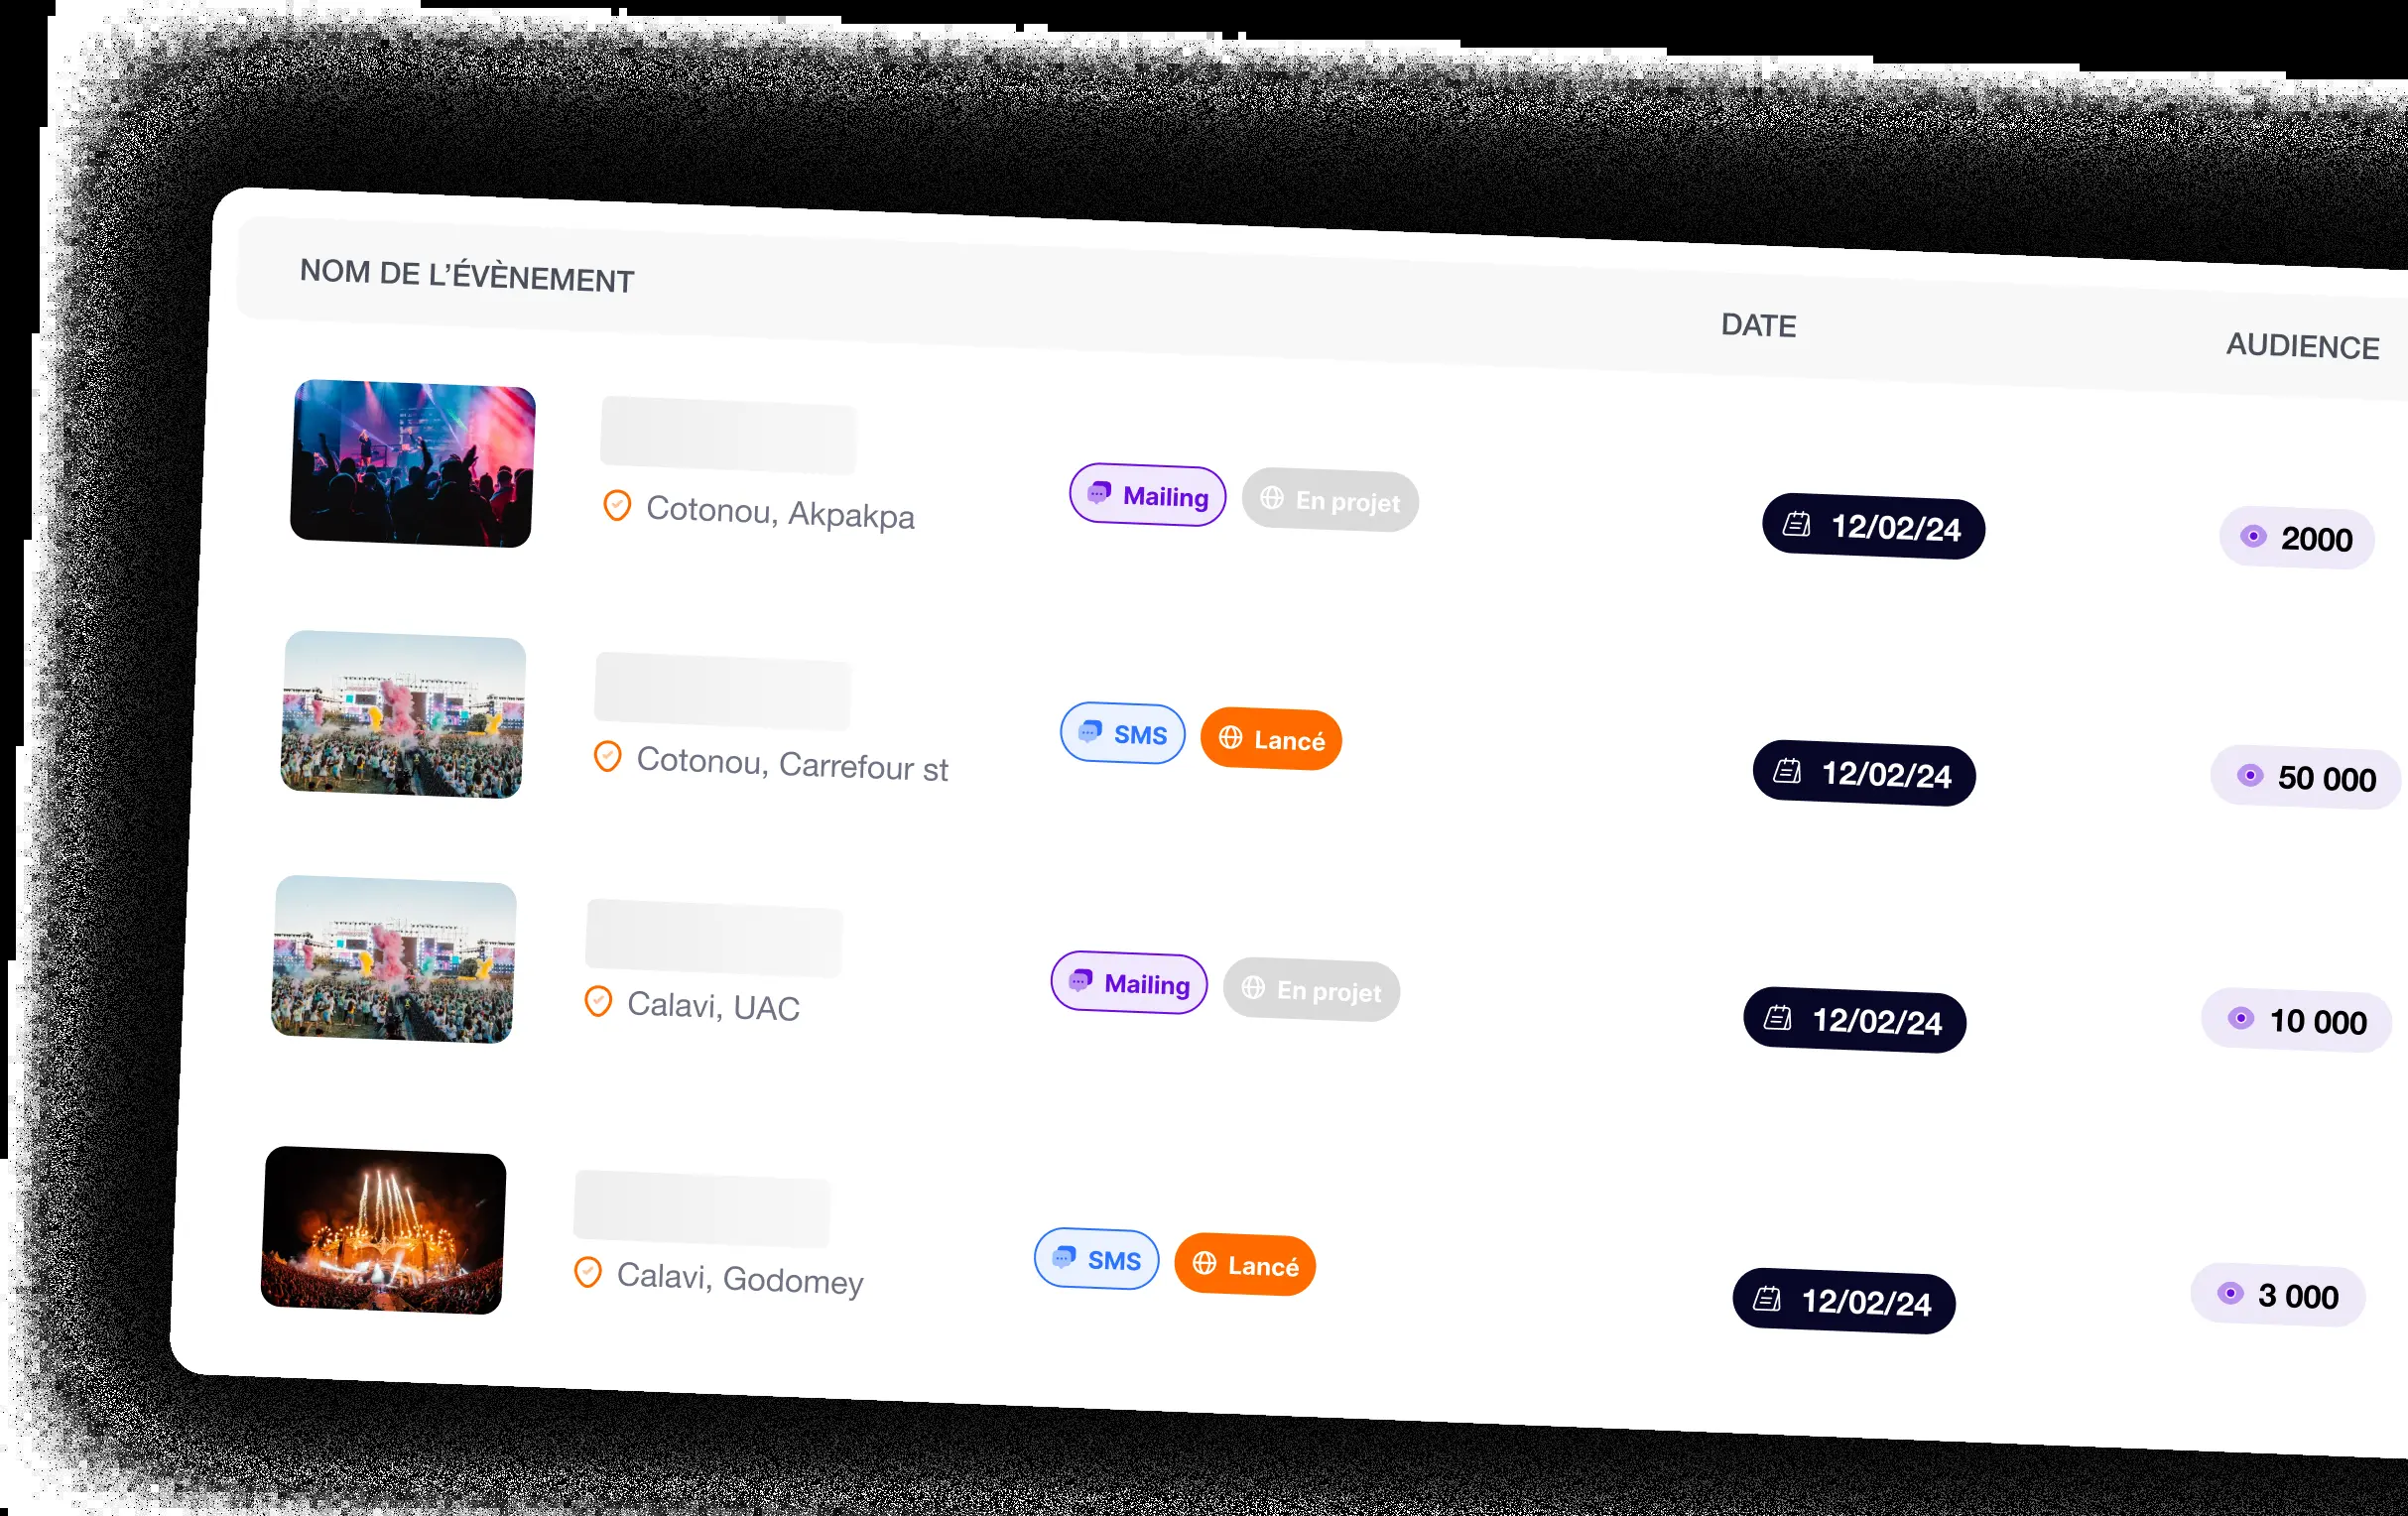 NOM DE L’ÉVÈNEMENT
DATE
AUDIENCE
Cotonou, Akpakpa
Mailing
En projet
12/02/24
2000
Cotonou, Carrefour st
SMS
Lancé
12/02/24
50 000
Calavi, UAC
Mailing
En projet
12/02/24
10 000
Calavi, Godomey
SMS
Lancé
12/02/24
3 000